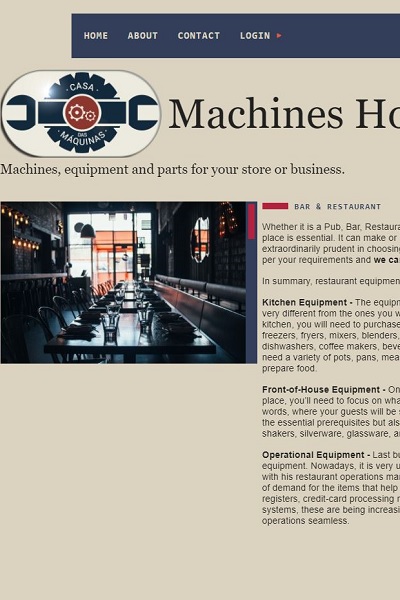 HOME ABOUT CONTACT LOGIN
CASA
DAS
MÁQUINAS
Machines Ho
Machines, equipment and parts for your store or business.
BAR & RESTAURANT
Whether it is a Pub, Bar, Restaura
place is essential. It can make or
extraordinarily prudent in choosin
per your requirements and we ca
In summary, restaurant equipmen
Kitchen Equipment - The equipm
very different from the ones you w
kitchen, you will need to purchase
freezers, fryers, mixers, blenders,
dishwashers, coffee makers, beve
need a variety of pots, pans, mea
prepare food.
Front-of-House Equipment - On
place, you'll need to focus on wha
words, where your guests will be s
the essential prerequisites but als
shakers, silverware, glassware, a
Operational Equipment - Last bu
equipment. Nowadays, it is very u
with his restaurant operations ma
of demand for the items that help
registers, credit-card processing
systems, these are being increasi
operations seamless.